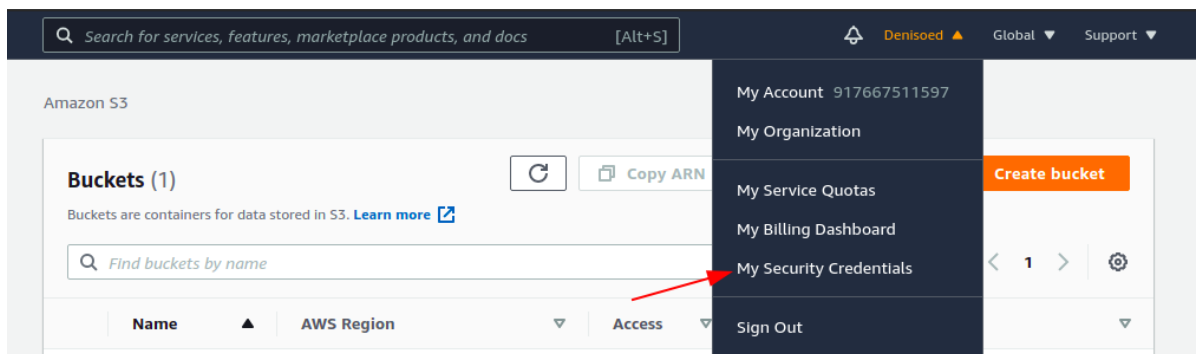 Search for services, features, marketplace products, and docs [Alt+S] Denisoed Global Support
My Account 917667511597
Amazon S3
My Organization
Buckets (1) Copy ARN Create bucket
My Service Quotas
Buckets are containers for data stored in S3. Learn more
My Billing Dashboard
Find buckets by name 1
My Security Credentials
Name AWS Region Access
Sign Out